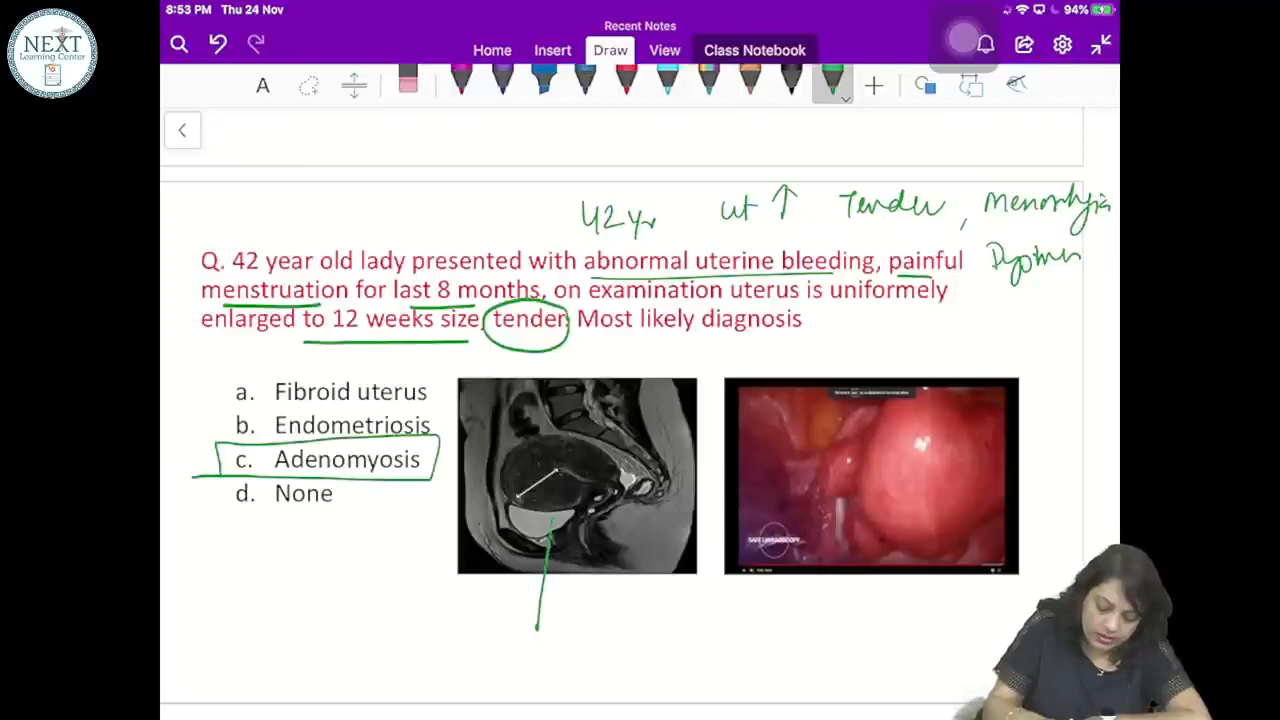 8:53 PM Thu 24 Nov
94%
Recent Notes
NEXT
Learning Center
Home Insert Draw View Class Notebook
A
42 yr ut ↑ Tender,
Q. 42 year old lady presented with abnormal uterine bleeding, painful
menstruation for last 8 months, on examination uterus is uniformely
enlarged to 12 weeks size, tender. Most likely diagnosis
a. Fibroid uterus
b. Endometriosis
c. Adenomyosis
d. None